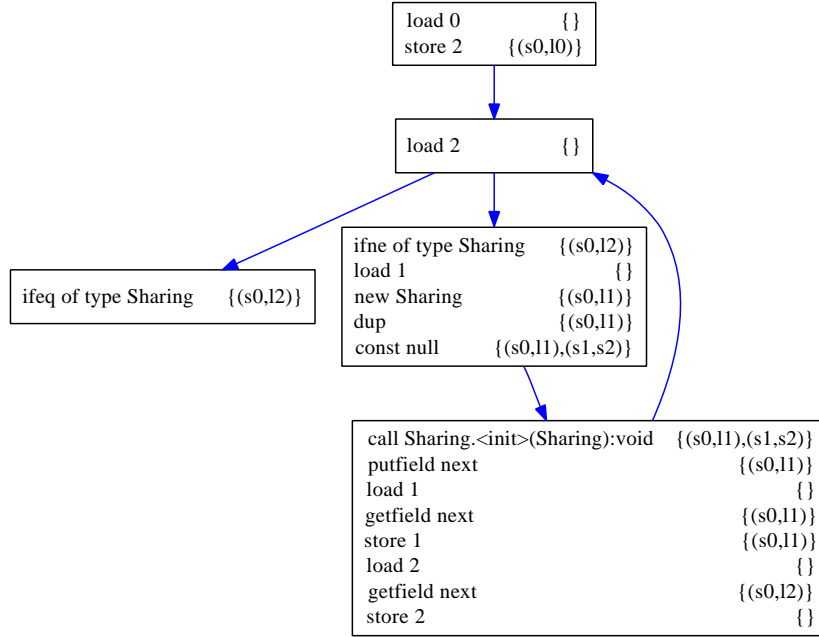 load 0 {}
store 2 {(s0,l0)}
load 2 {}
ifne of type Sharing {(s0,l2)}
load 1 {}
new Sharing {(s0,l1)}
dup {(s0,l1)}
const null {(s0,l1),(s1,s2)}
ifeq of type Sharing {(s0,l2)}
call Sharing.<init>(Sharing):void {(s0,l1),(s1,s2)}
putfield next {(s0,l1)}
load 1 {}
getfield next {(s0,l1)}
store 1 {(s0,l1)}
load 2 {}
getfield next {(s0,l2)}
store 2 {}